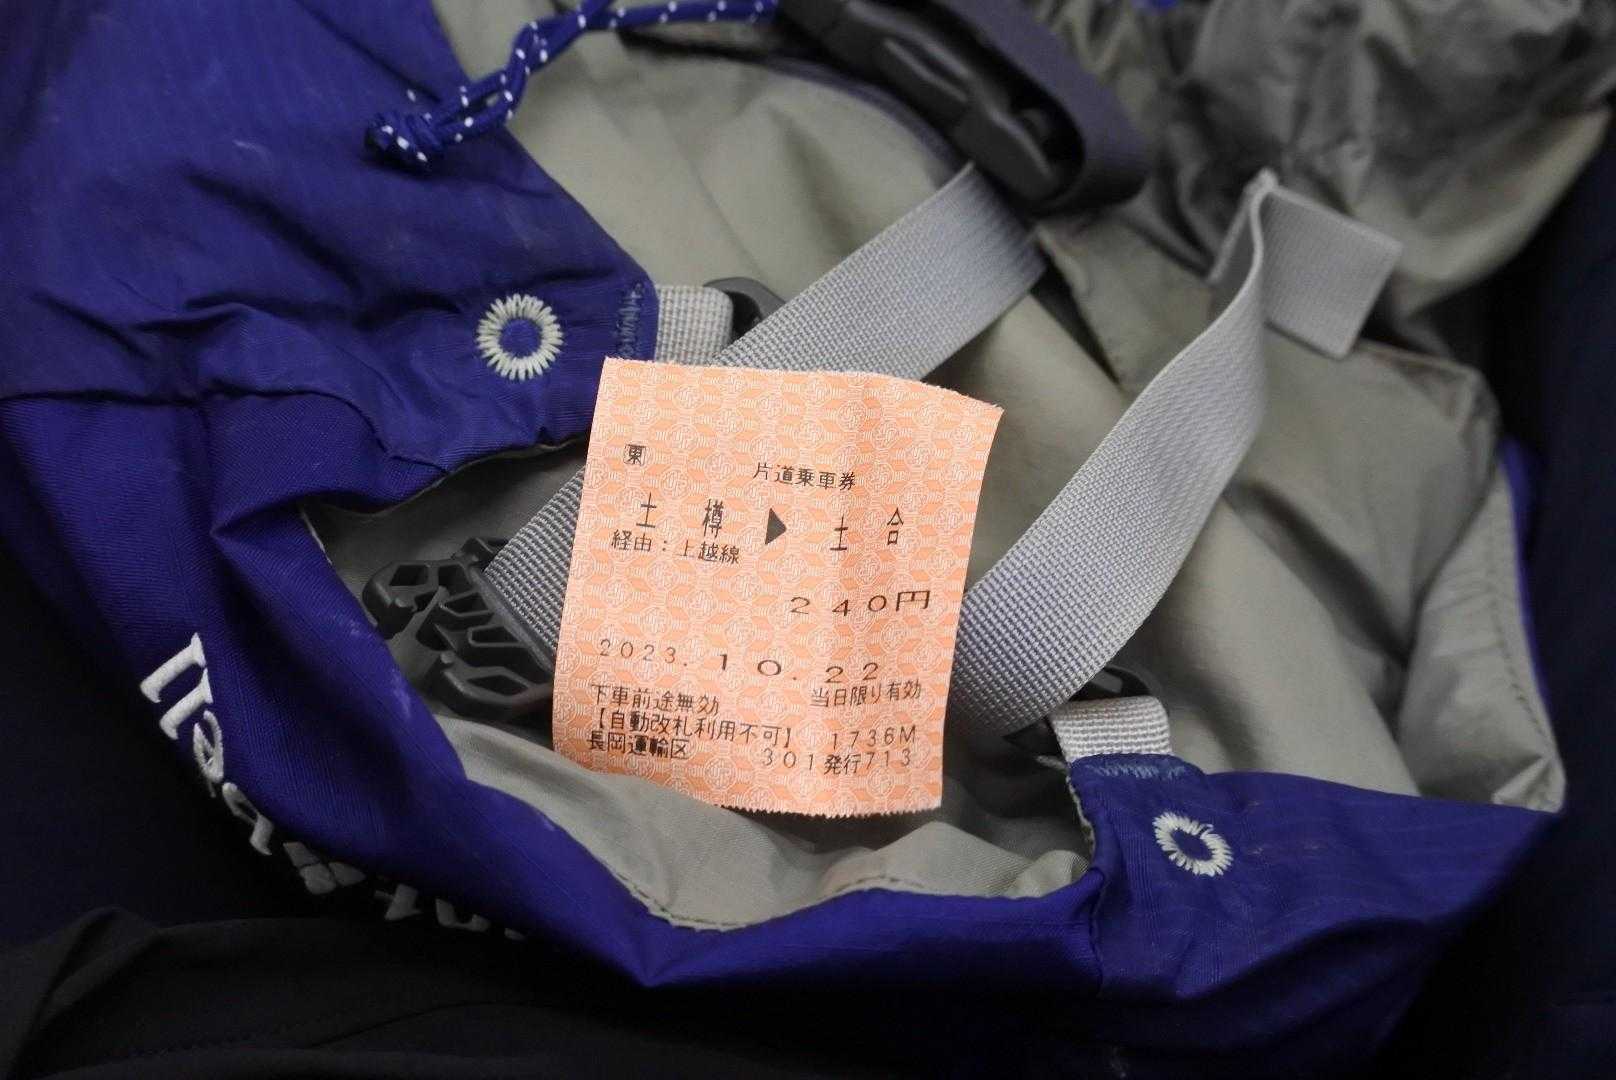 東 片道乗車券
土樽 ▶ 土合
経由：上越線
240円
2023.10.22
下車前途無効 当日限り有効
【自動改札利用不可】 1736M
長岡運輸区 301発行713